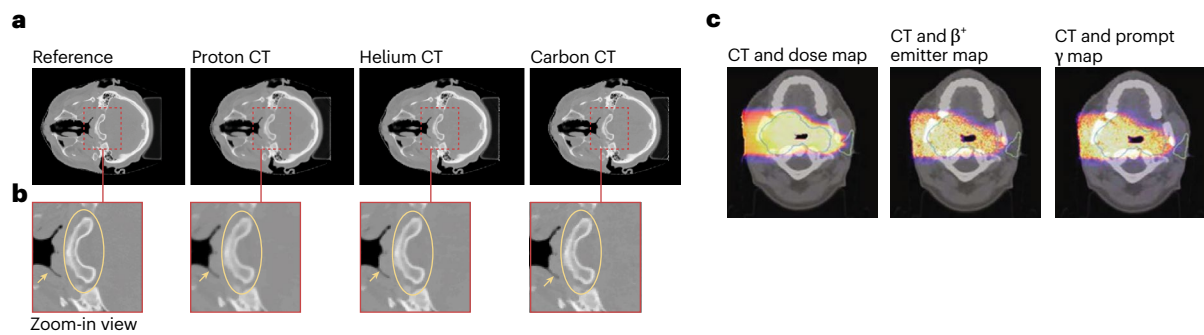 a
Reference
Proton CT
Helium CT
Carbon CT
b
Zoom-in view
c
CT and dose map
CT and β⁺
emitter map
CT and prompt
γ map